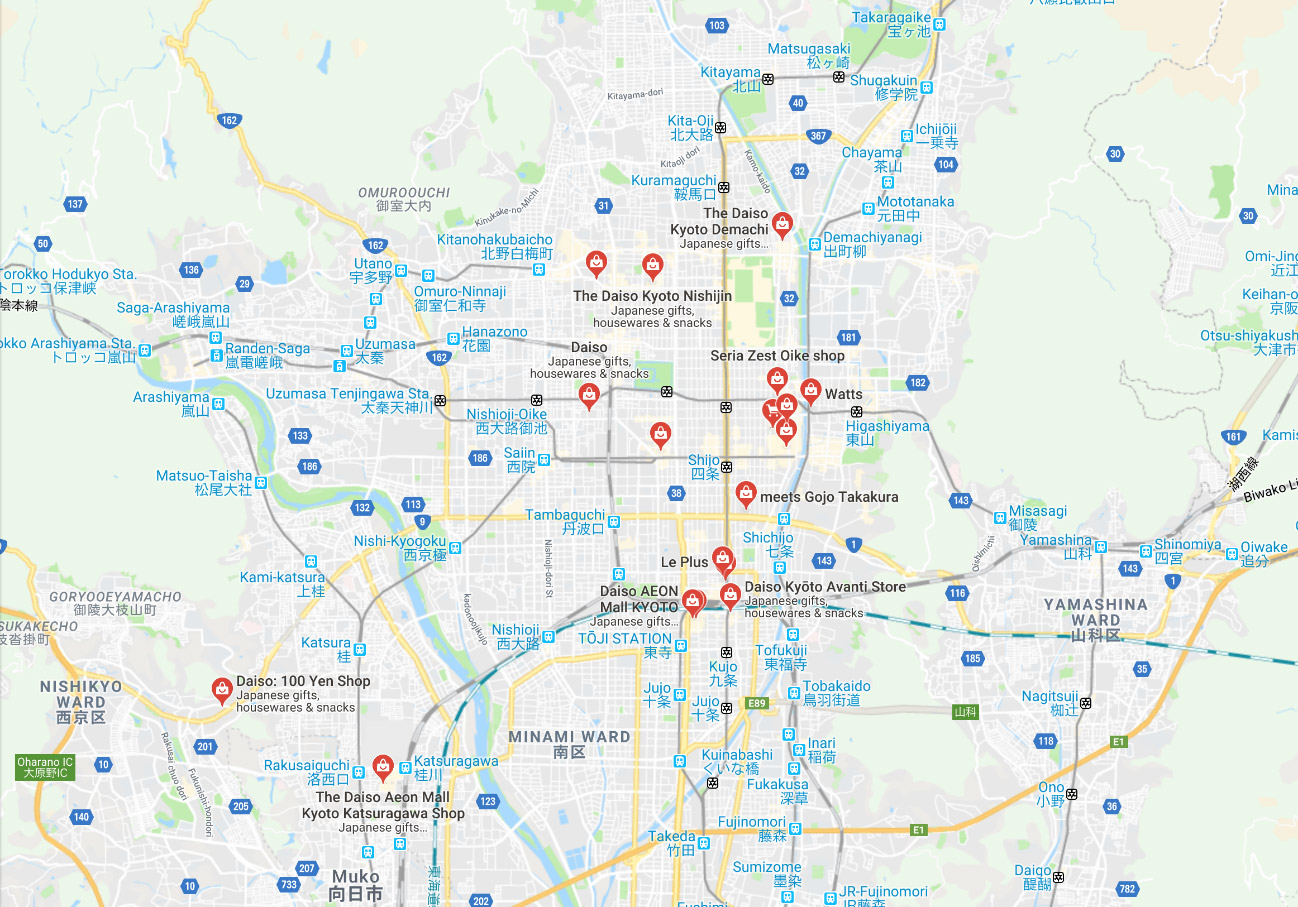 八瀬比叡山口
Takaragaike
宝ヶ池
103
Matsugasaki
松ヶ崎
Kitayama
北山
Shugakuin
修学院
Kitayama-dori
40
162
Kita-Oji
北大路
367
Ichijōji
一乗寺
Kitaoji dori
Kamo-kaido
Chayama
茶山
104
30
32
Kuramaguchi
鞍馬口
OMUROOUCHI
御室大内
Kinukake-no-Michi
31
Mototanaka
元田中
137
The Daiso
Kyoto Demachi
Japanese gifts...
30
50
162
Kitanohakubaicho
北野白梅町
Demachiyanagi
出町柳
Utano
宇多野
136
29
Torokko Hodukyo Sta.
トロッコ保津峡
陰本線
Omuro-Ninnaji
御室仁和寺
The Daiso Kyoto Nishijin
Japanese gifts,
housewares & snacks
32
Saga-Arashiyama
嵯峨嵐山
Hanazono
花園
181
okko Arashiyama Sta.
トロッコ嵐山
Randen-Saga
嵐電嵯峨
Uzumasa
太秦
162
Daiso
Japanese gifts,
housewares & snacks
Seria Zest Oike shop
182
Arashiyama
嵐山
Uzumasa Tenjingawa Sta.
太秦天神川
Watts
Nishioji-Oike
西大路御池
Higashiyama
東山
133
161
186
186
Saiin
西院
Shijo
四条
Matsuo-Taisha
松尾大社
湖西線
Biwako Li
38
meets Gojo Takakura
132
113
9
143
Misasagi
御陵
Tambaguchi
丹波口
Nishi-Kyogoku
西京極
Shichijo
七条
1
143
Yamashina
山科
Shinomiya
四宮
Oiwake
追分
143
1
Kami-katsura
上桂
Nishioji-dori St
Oishimichi
Le Plus
GORYOOEYAMACHO
御陵大枝山町
SUKAKECHO
枝沓掛町
kadonooijikujo
Daiso AEON
Mall KYOTO
Japanese gifts...
Daiso Kyōto Avanti Store
Japanese gifts,
housewares & snacks
116
YAMASHINA
WARD
山科区
Katsura
桂
Nishioji
西大路
TŌJI STATION
東寺
Tofukuji
東福寺
185
35
Kujo
九条
NISHIKYO
WARD
西京区
Daiso: 100 Yen Shop
Japanese gifts,
housewares & snacks
Jujo
十条
Jujo
十条
Tobakaido
鳥羽街道
E89
山科
Nagitsuji
椥辻
MINAMI WARD
南区
Inari
稲荷
118
E1
201
Oharano IC
大原野IC
10
Rakusai chuo dori
Fukunishi-hondori
Rakusaiguchi
洛西口
Katsuragawa
桂川
Kuinabashi
くいな橋
Fukakusa
深草
The Daiso Aeon Mall
Kyoto Katsuragawa Shop
Japanese gifts...
123
205
140
Ono
小野
36
Fujinomori
藤森
E1
Takeda
竹田
207
733
10
Muko
向日市
202
Sumizome
墨染
JR-Fujinomori
JR藤森
Daigo
醍醐
782
Omi-Jing
近江
Keihan-o
京阪
Otsu-shiyakush
大津市
Mina
Kamis
東海道
Fushimi